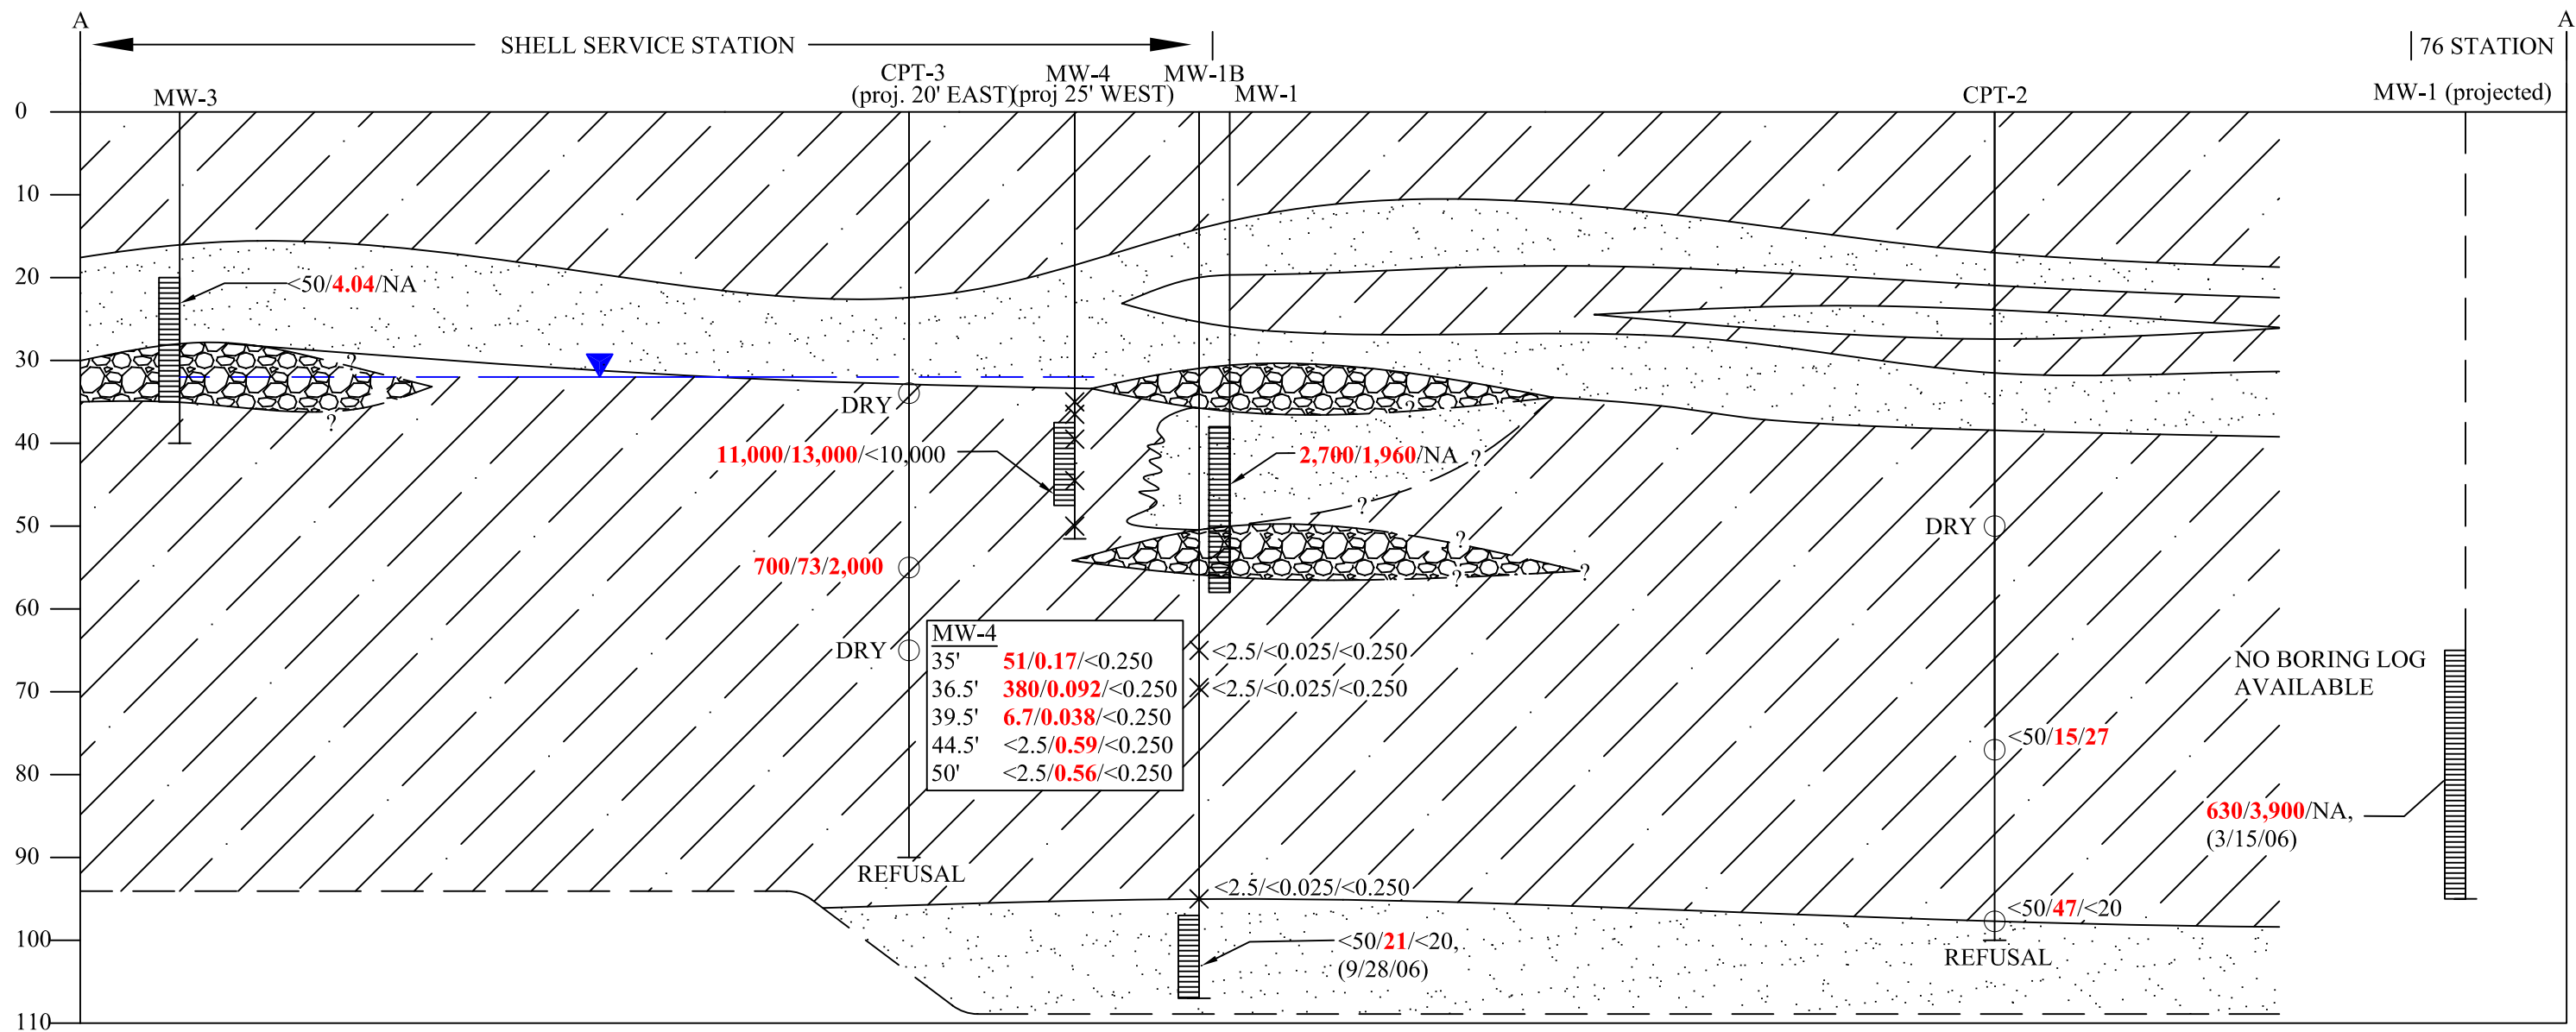 A
A
SHELL SERVICE STATION
76 STATION
CPT-3
(proj. 20' EAST)
MW-4
(proj 25' WEST)
MW-1B
MW-1
MW-3
CPT-2
MW-1 (projected)
0
10
20
30
40
50
60
70
80
90
100
110
<50/4.04/NA
?
?
DRY
11,000/13,000/<10,000
2,700/1,960/NA
?
?
?
?
?
?
DRY
700/73/2,000
DRY
MW-4
35' 51/0.17/<0.250
36.5' 380/0.092/<0.250
39.5' 6.7/0.038/<0.250
44.5' <2.5/0.59/<0.250
50' <2.5/0.56/<0.250
<2.5/<0.025/<0.250
<2.5/<0.025/<0.250
NO BORING LOG
AVAILABLE
<50/15/27
630/3,900/NA,
(3/15/06)
REFUSAL
<2.5/<0.025/<0.250
<50/47/<20
<50/21/<20,
(9/28/06)
REFUSAL